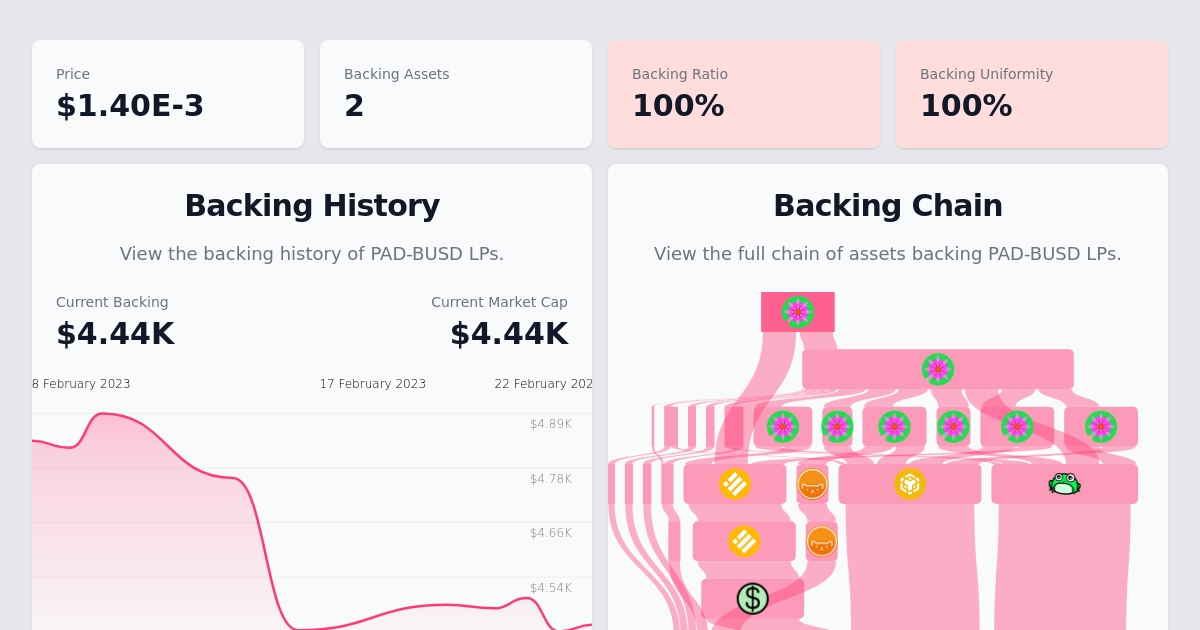 Price
$1.40E-3
Backing Assets
2
Backing Ratio
100%
Backing Uniformity
100%
Backing History
View the backing history of PAD-BUSD LPs.
Current Backing
$4.44K
Current Market Cap
$4.44K
8 February 2023
17 February 2023
22 February 202
$4.89K
$4.78K
$4.66K
$4.54K
Backing Chain
View the full chain of assets backing PAD-BUSD LPs.
$